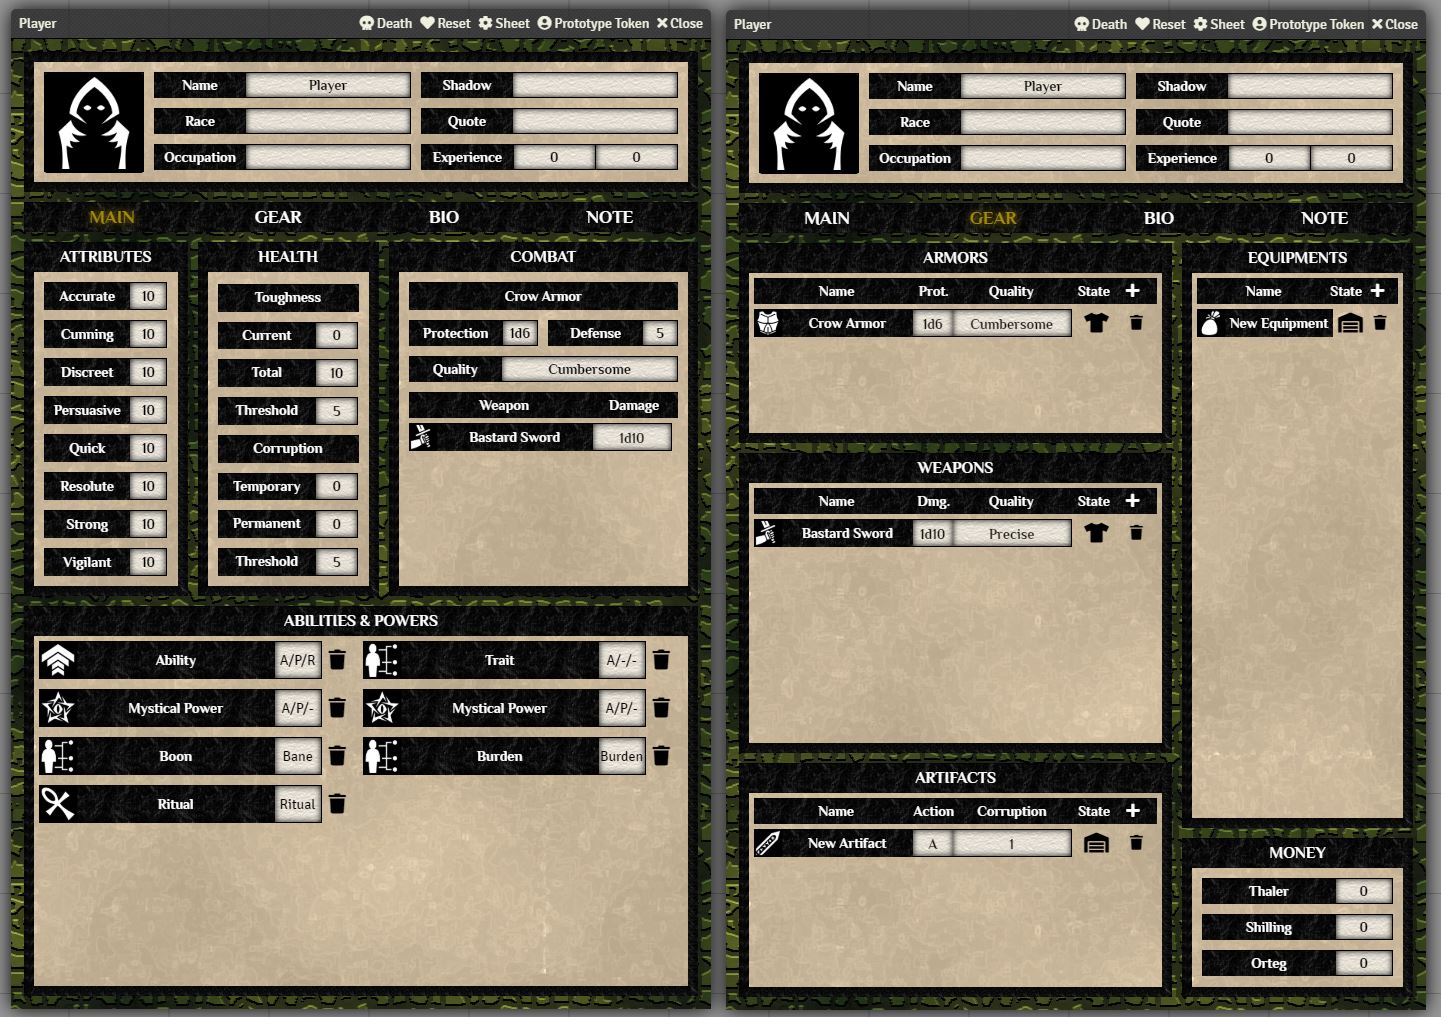 Player Death Reset Sheet Prototype Token Close
Name Player Shadow
Race Quote
Occupation Experience 0 0
MAIN GEAR BIO NOTE
ATTRIBUTES
Accurate 10
Cunning 10
Discreet 10
Persuasive 10
Quick 10
Resolute 10
Strong 10
Vigilant 10
HEALTH
Toughness
Current 0
Total 10
Threshold 5
Corruption
Temporary 0
Permanent 0
Threshold 5
COMBAT
Crow Armor
Protection 1d6 Defense 5
Quality Cumbersome
Weapon Damage
Bastard Sword 1d10
ABILITIES & POWERS
Ability A/P/R Trait A/-/-
Mystical Power A/P/- Mystical Power A/P/-
Boon Bane Burden Burden
Ritual Ritual
Player Death Reset Sheet Prototype Token Close
Name Player Shadow
Race Quote
Occupation Experience 0 0
MAIN GEAR BIO NOTE
ARMORS
Name Prot. Quality State +
Crow Armor 1d6 Cumbersome
WEAPONS
Name Dmg. Quality State +
Bastard Sword 1d10 Precise
ARTIFACTS
Name Action Corruption State +
New Artifact A 1
EQUIPMENTS
Name State +
New Equipment
MONEY
Thaler 0
Shilling 0
Orteg 0